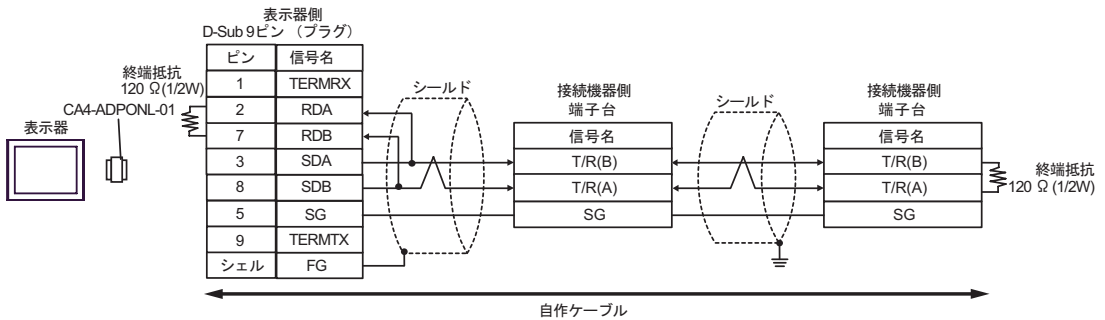 表示器側
D-Sub 9ピン （プラグ）
ピン 信号名
1 TERMRX
2 RDA
7 RDB
3 SDA
8 SDB
5 SG
9 TERMTX
シェル FG
終端抵抗
120 Ω(1/2W)
CA4-ADPONL-01
表示器
シールド
接続機器側
端子台
信号名
T/R(B)
T/R(A)
SG
シールド
接続機器側
端子台
信号名
T/R(B)
T/R(A)
SG
終端抵抗
120 Ω (1/2W)
自作ケーブル